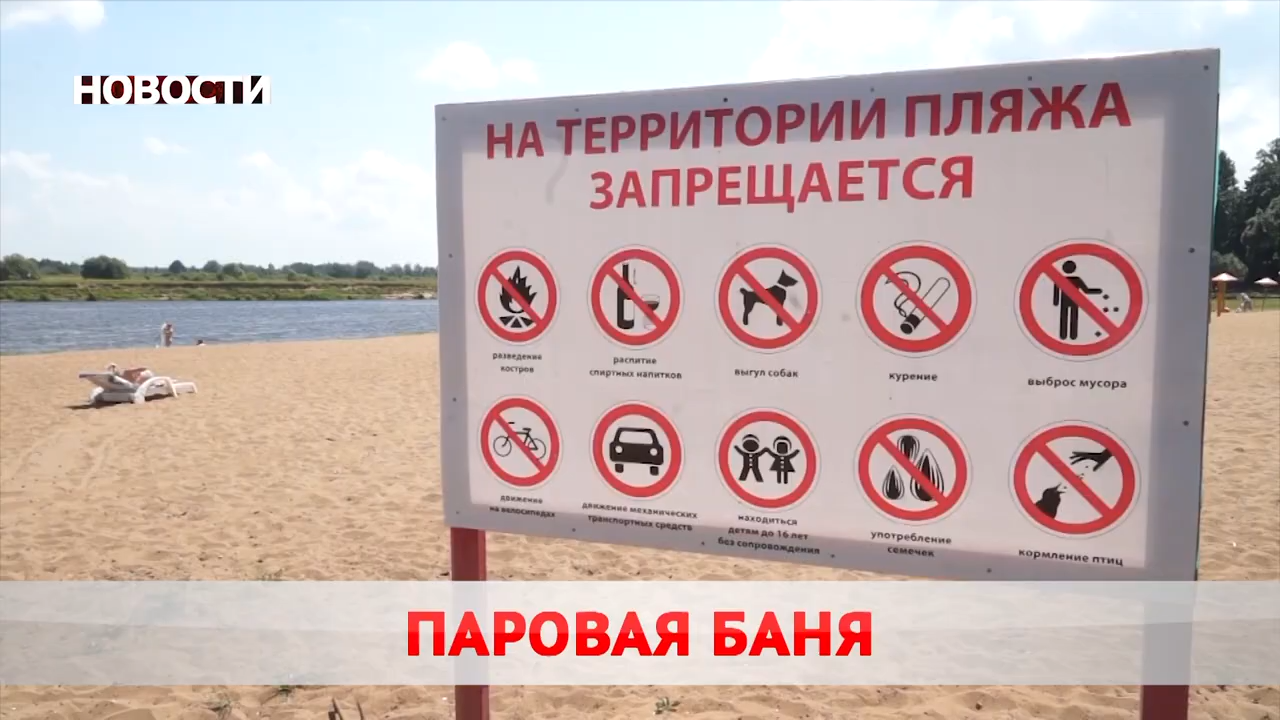 НОВОСТИ
НА ТЕРРИТОРИИ ПЛЯЖА
ЗАПРЕЩАЕТСЯ
разведение
костров
распитие
спиртных напитков
выгул собак
курение
выброс мусора
движение
на велосипедах
движение механических
транспортных средств
находиться
детям до 16 лет
без сопровождения
употребление
семечек
кормление птиц
ПАРОВАЯ БАНЯ